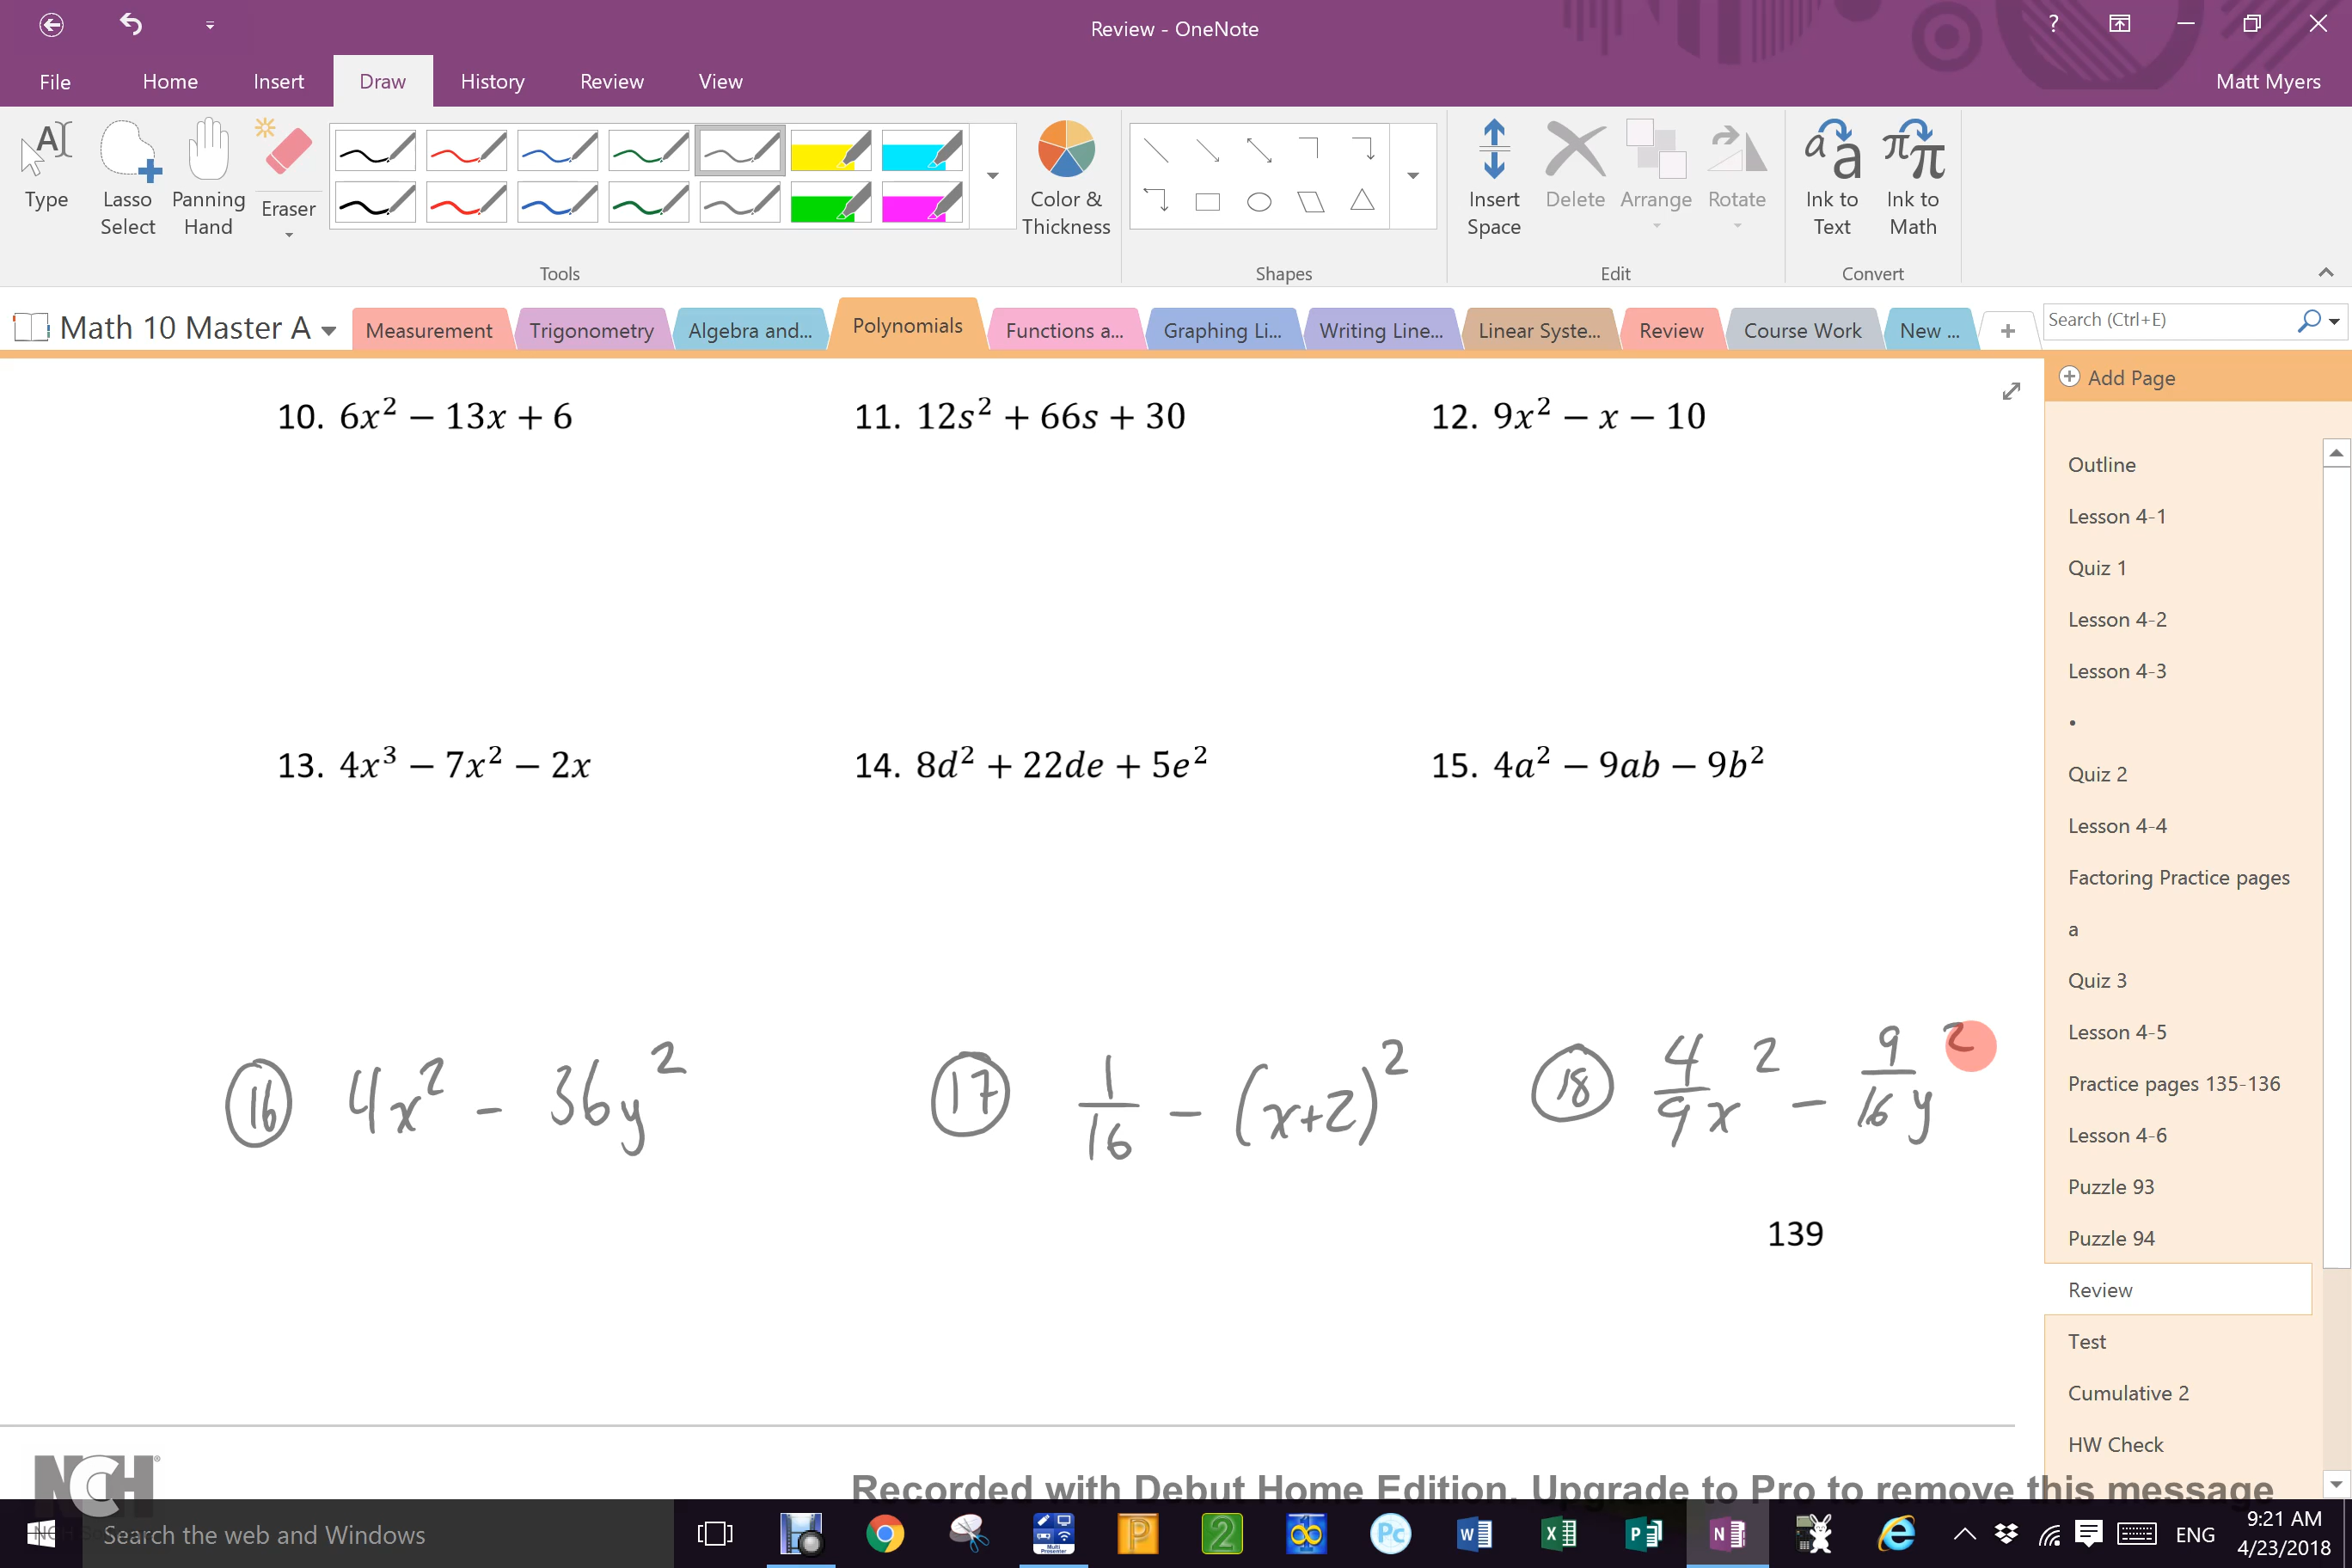 Review - OneNote
?
File Home Insert Draw History Review View Matt Myers
Type Lasso Select Panning Hand Eraser Color & Thickness Insert Space Delete Arrange Rotate Ink to Text Ink to Math
Tools Shapes Edit Convert
Math 10 Master A Measurement Trigonometry Algebra and... Polynomials Functions a... Graphing Li... Writing Line... Linear Syste... Review Course Work New ... + Search (Ctrl+E)
Add Page
10. 6x² − 13x + 6 11. 12s² + 66s + 30 12. 9x² − x − 10
13. 4x³ − 7x² − 2x 14. 8d² + 22de + 5e² 15. 4a² − 9ab − 9b²
16 4x² - 36y² 17 1/16 - (x+2)² 18 4/9 x² - 9/16 y²
139
Outline
Lesson 4-1
Quiz 1
Lesson 4-2
Lesson 4-3
•
Quiz 2
Lesson 4-4
Factoring Practice pages
a
Quiz 3
Lesson 4-5
Practice pages 135-136
Lesson 4-6
Puzzle 93
Puzzle 94
Review
Test
Cumulative 2
HW Check
NCH
Recorded with Debut Home Edition. Upgrade to Pro to remove this message
Search the web and Windows
ENG 9:21 AM
4/23/2018